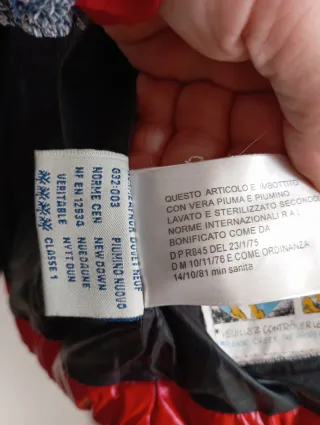 G32-003
NORME CEN
NF EN 12934
VERITABLE
CLASSE 1
PIUMINO NUOVO
NEW DOWN
NUEDRUNE
NYTT DUN
QUESTO ARTICOLO E IMBOTTITO
CON VERA PIUMA E PIUMINO
LAVATO E STERILIZZATO SECONDO
NORME INTERNAZIONALI
BONIFICATO COME DA
D P R845 DEL 23/1/75
D M 10/11/76 E COME ORDINANZA
14/10/81 min sanita